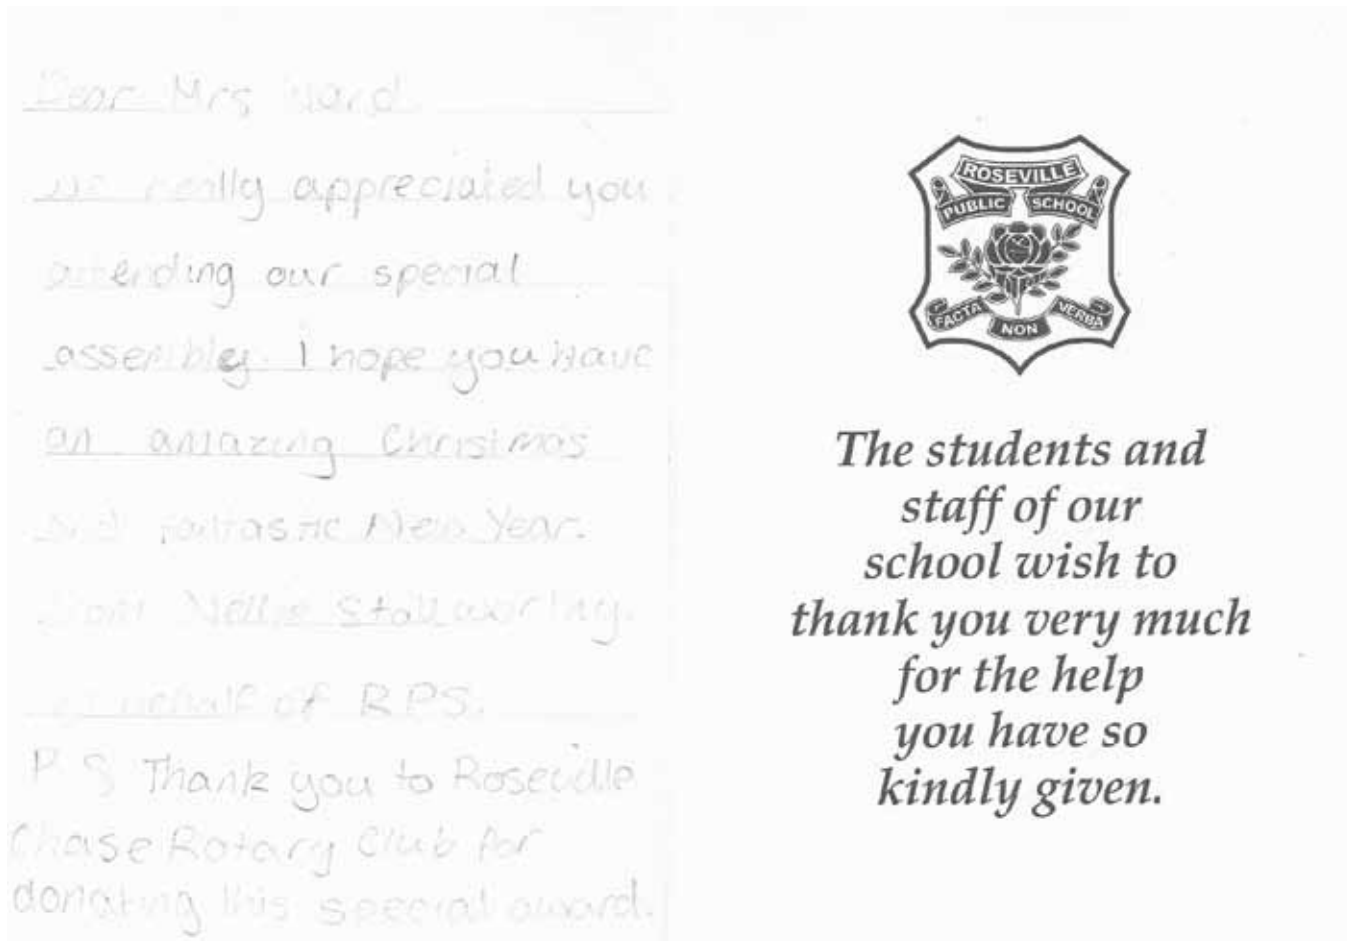 Dear Mrs Ward
We really appreciated you
attending our special
assembly. I hope you have
an amazing Christmas
and fantastic New Year.
from Nellie
on behalf of RPS.
P.S Thank you to Roseville
Chase Rotary Club for
donating this special award.
ROSEVILLE
PUBLIC SCHOOL
FACTA NON VERBA
The students and
staff of our
school wish to
thank you very much
for the help
you have so
kindly given.